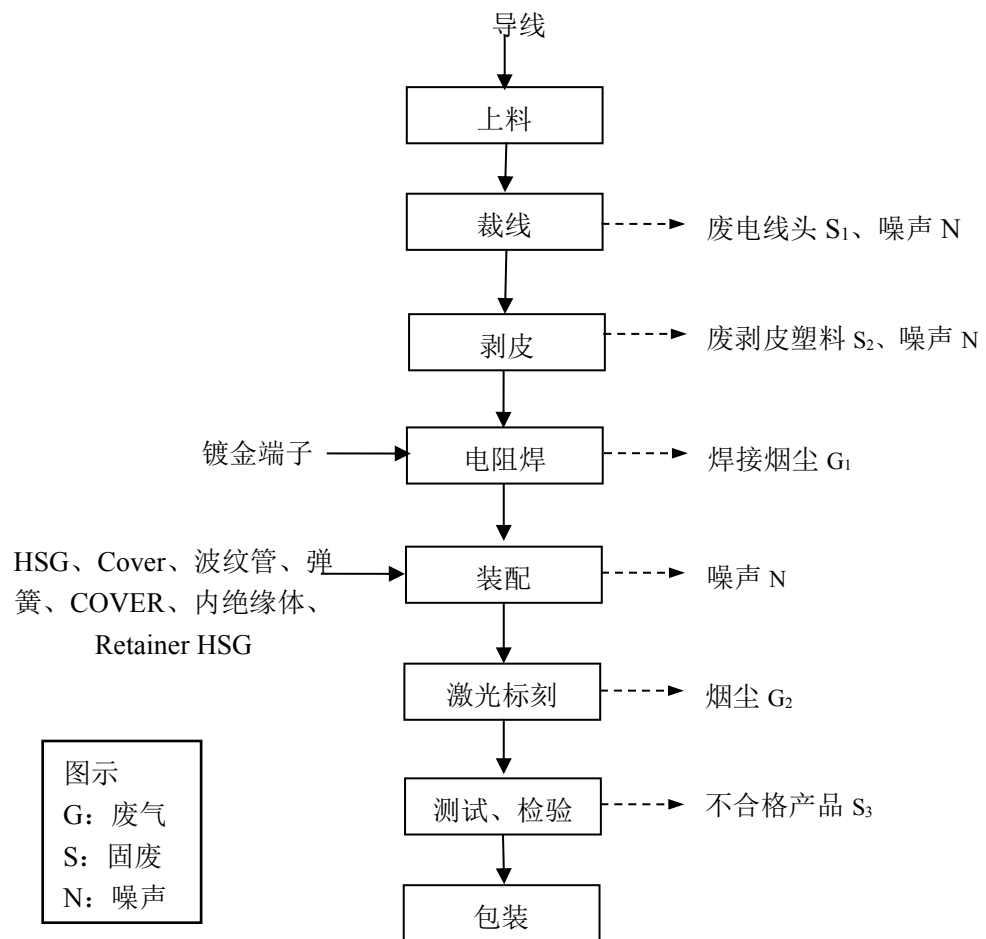 导线
上料
裁线
废电线头 S₁、噪声 N
剥皮
废剥皮塑料 S₂、噪声 N
镀金端子
电阻焊
焊接烟尘 G₁
HSG、Cover、波纹管、弹
簧、COVER、内绝缘体、
Retainer HSG
装配
噪声 N
激光标刻
烟尘 G₂
图示
G：废气
S：固废
N：噪声
测试、检验
不合格产品 S₃
包装